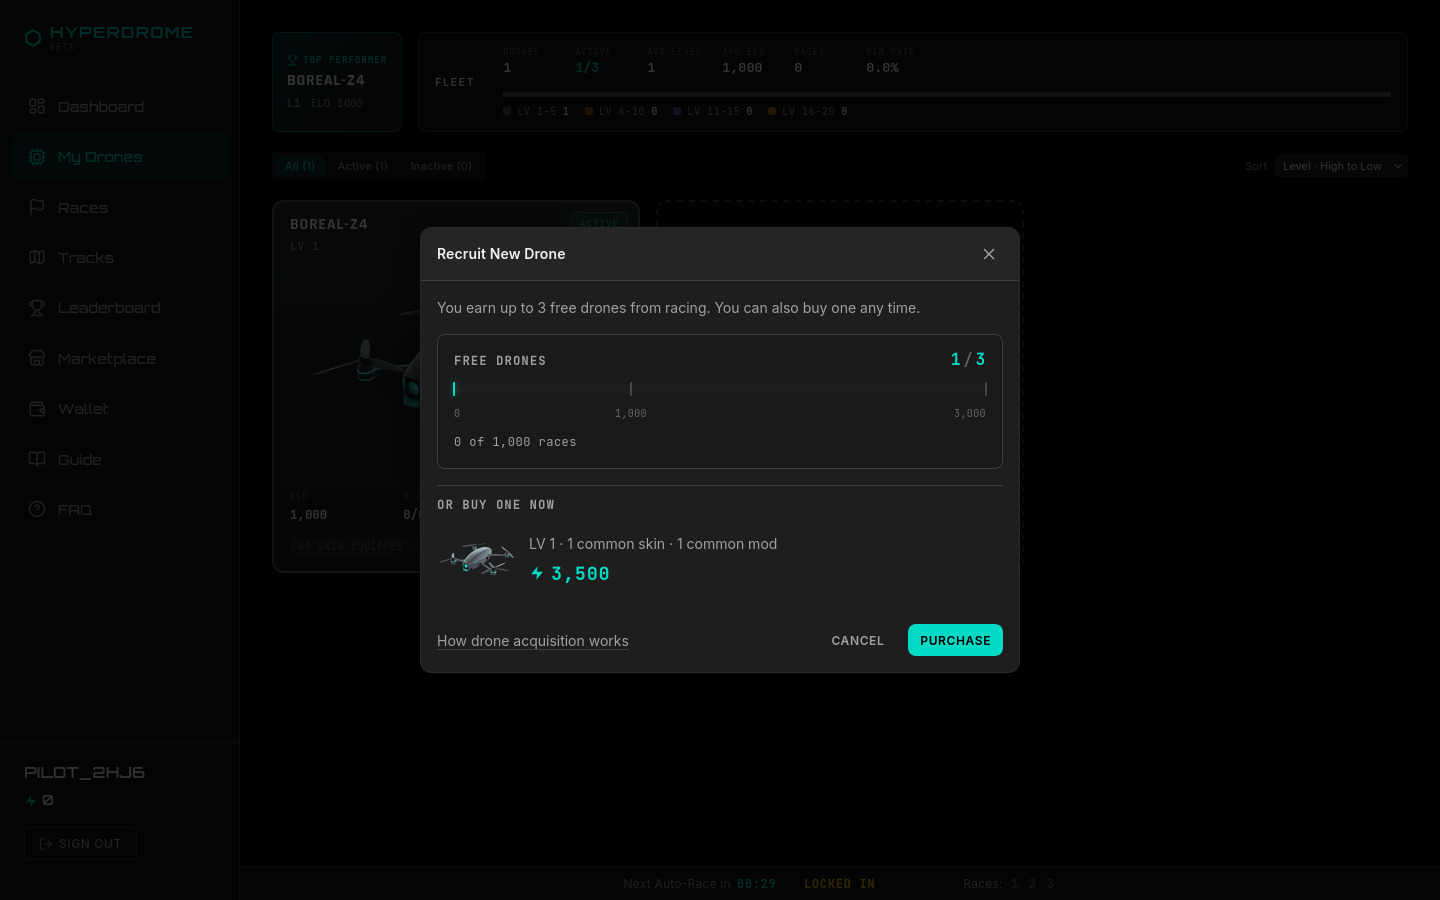 HYPERDROME
BETA
Dashboard
My Drones
Races
Tracks
Leaderboard
Marketplace
Wallet
Guide
FAQ
PILOT_2HJ6
SIGN OUT
TOP PERFORMER
BOREAL-Z4
L1 ELO 1000
FLEET
DRONES ACTIVE AVG LEVEL AVG ELO RACES WIN RATE
1 1/3 1 1,000 0 0.0%
LV 1-5 1 LV 6-10 0 LV 11-15 0 LV 16-20 0
All (1) Active (1) Inactive (0)
Sort Level - High to Low
BOREAL-Z4 ACTIVE
LV 1
ELO
1,000
NO SKIN EQUIPPED
Recruit New Drone
You earn up to 3 free drones from racing. You can also buy one any time.
FREE DRONES 1/3
0 1,000 3,000
0 of 1,000 races
OR BUY ONE NOW
LV 1 · 1 common skin · 1 common mod
3,500
How drone acquisition works CANCEL PURCHASE
Next Auto-Race in 00:29 · LOCKED IN · Races: 1 2 3